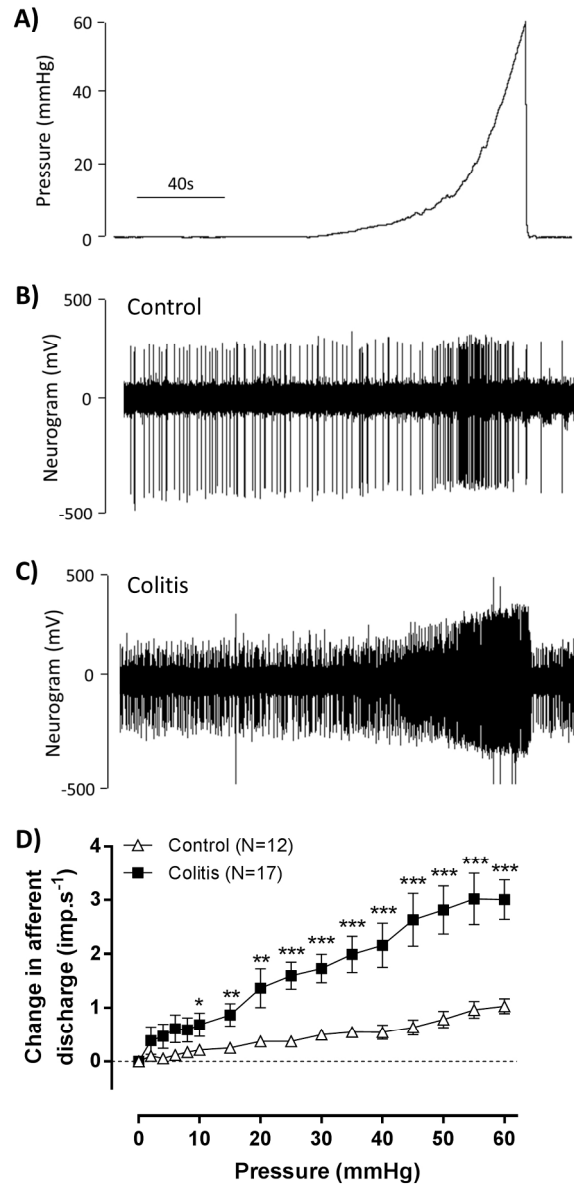 A)
Pressure (mmHg)
60
40
20
0
40s
B)
Control
Neurogram (mV)
500
0
-500
C)
Colitis
Neurogram (mV)
500
0
-500
D)
Control (N=12)
Colitis (N=17)
Change in afferent
discharge (imp.s⁻¹)
4
3
2
1
0
* ** ** *** *** *** *** *** *** *** ***
0 10 20 30 40 50 60
Pressure (mmHg)